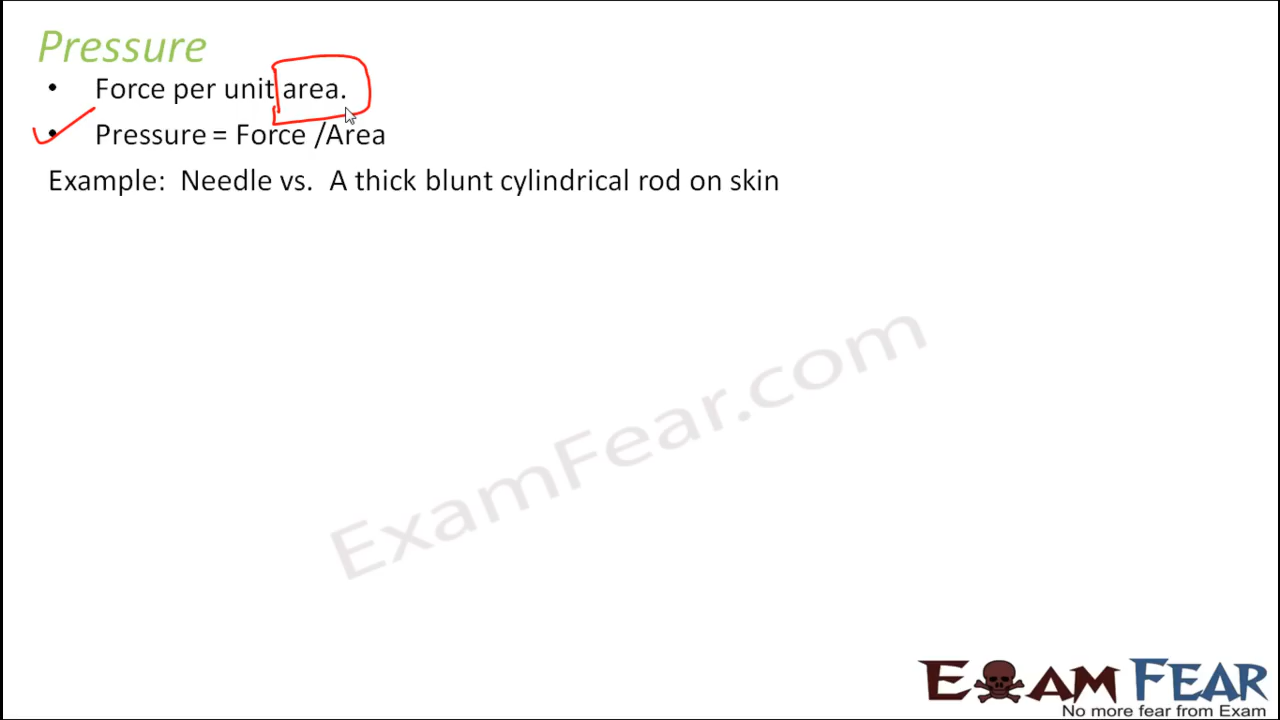 Pressure
• Force per unit area.
• Pressure = Force /Area
Example: Needle vs. A thick blunt cylindrical rod on skin
ExamFear.com
EXAM FEAR
No more fear from Exam